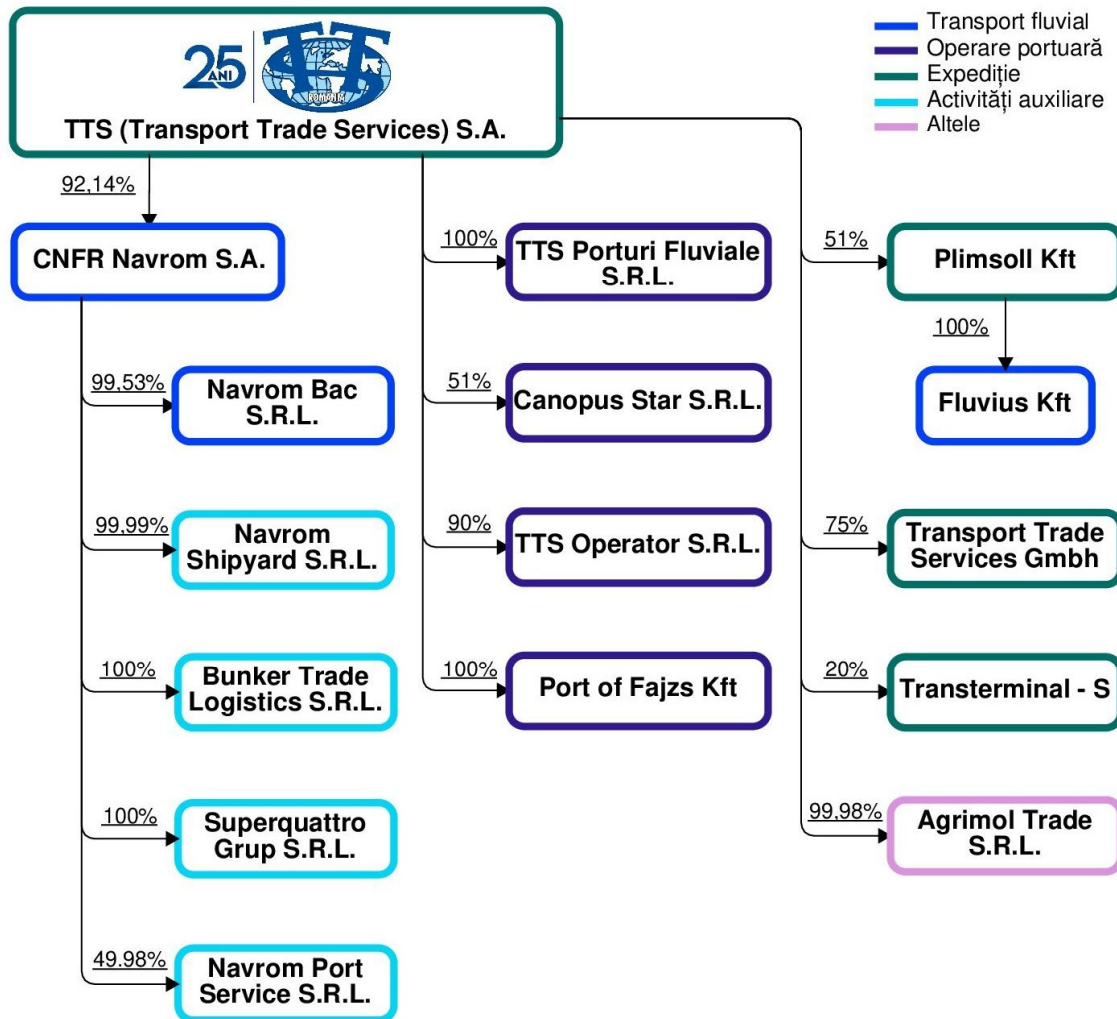 25
ANI
TTS
ROMANIA
TTS (Transport Trade Services) S.A.
Transport fluvial
Operare portuară
Expediție
Activități auxiliare
Altele
92,14%
CNFR Navrom S.A.
99,53%
Navrom Bac
S.R.L.
99,99%
Navrom
Shipyard S.R.L.
100%
Bunker Trade
Logistics S.R.L.
100%
Superquattro
Grup S.R.L.
49.98%
Navrom Port
Service S.R.L.
100%
TTS Porturi Fluviale
S.R.L.
51%
Canopus Star S.R.L.
90%
TTS Operator S.R.L.
100%
Port of Fajzs Kft
51%
Plimsoll Kft
100%
Fluvius Kft
75%
Transport Trade
Services Gmbh
20%
Transterminal - S
99,98%
Agrimol Trade
S.R.L.